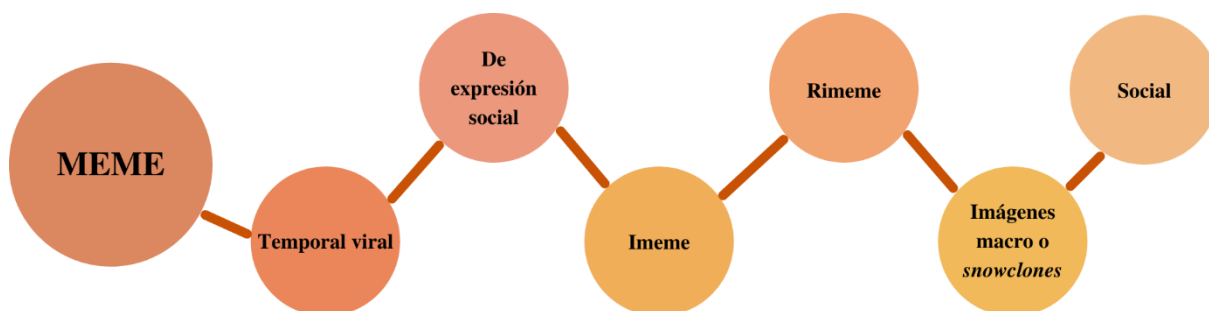 MEME
Temporal viral
De
expresión
social
Imeme
Rimeme
Imágenes
macro o
snowclones
Social